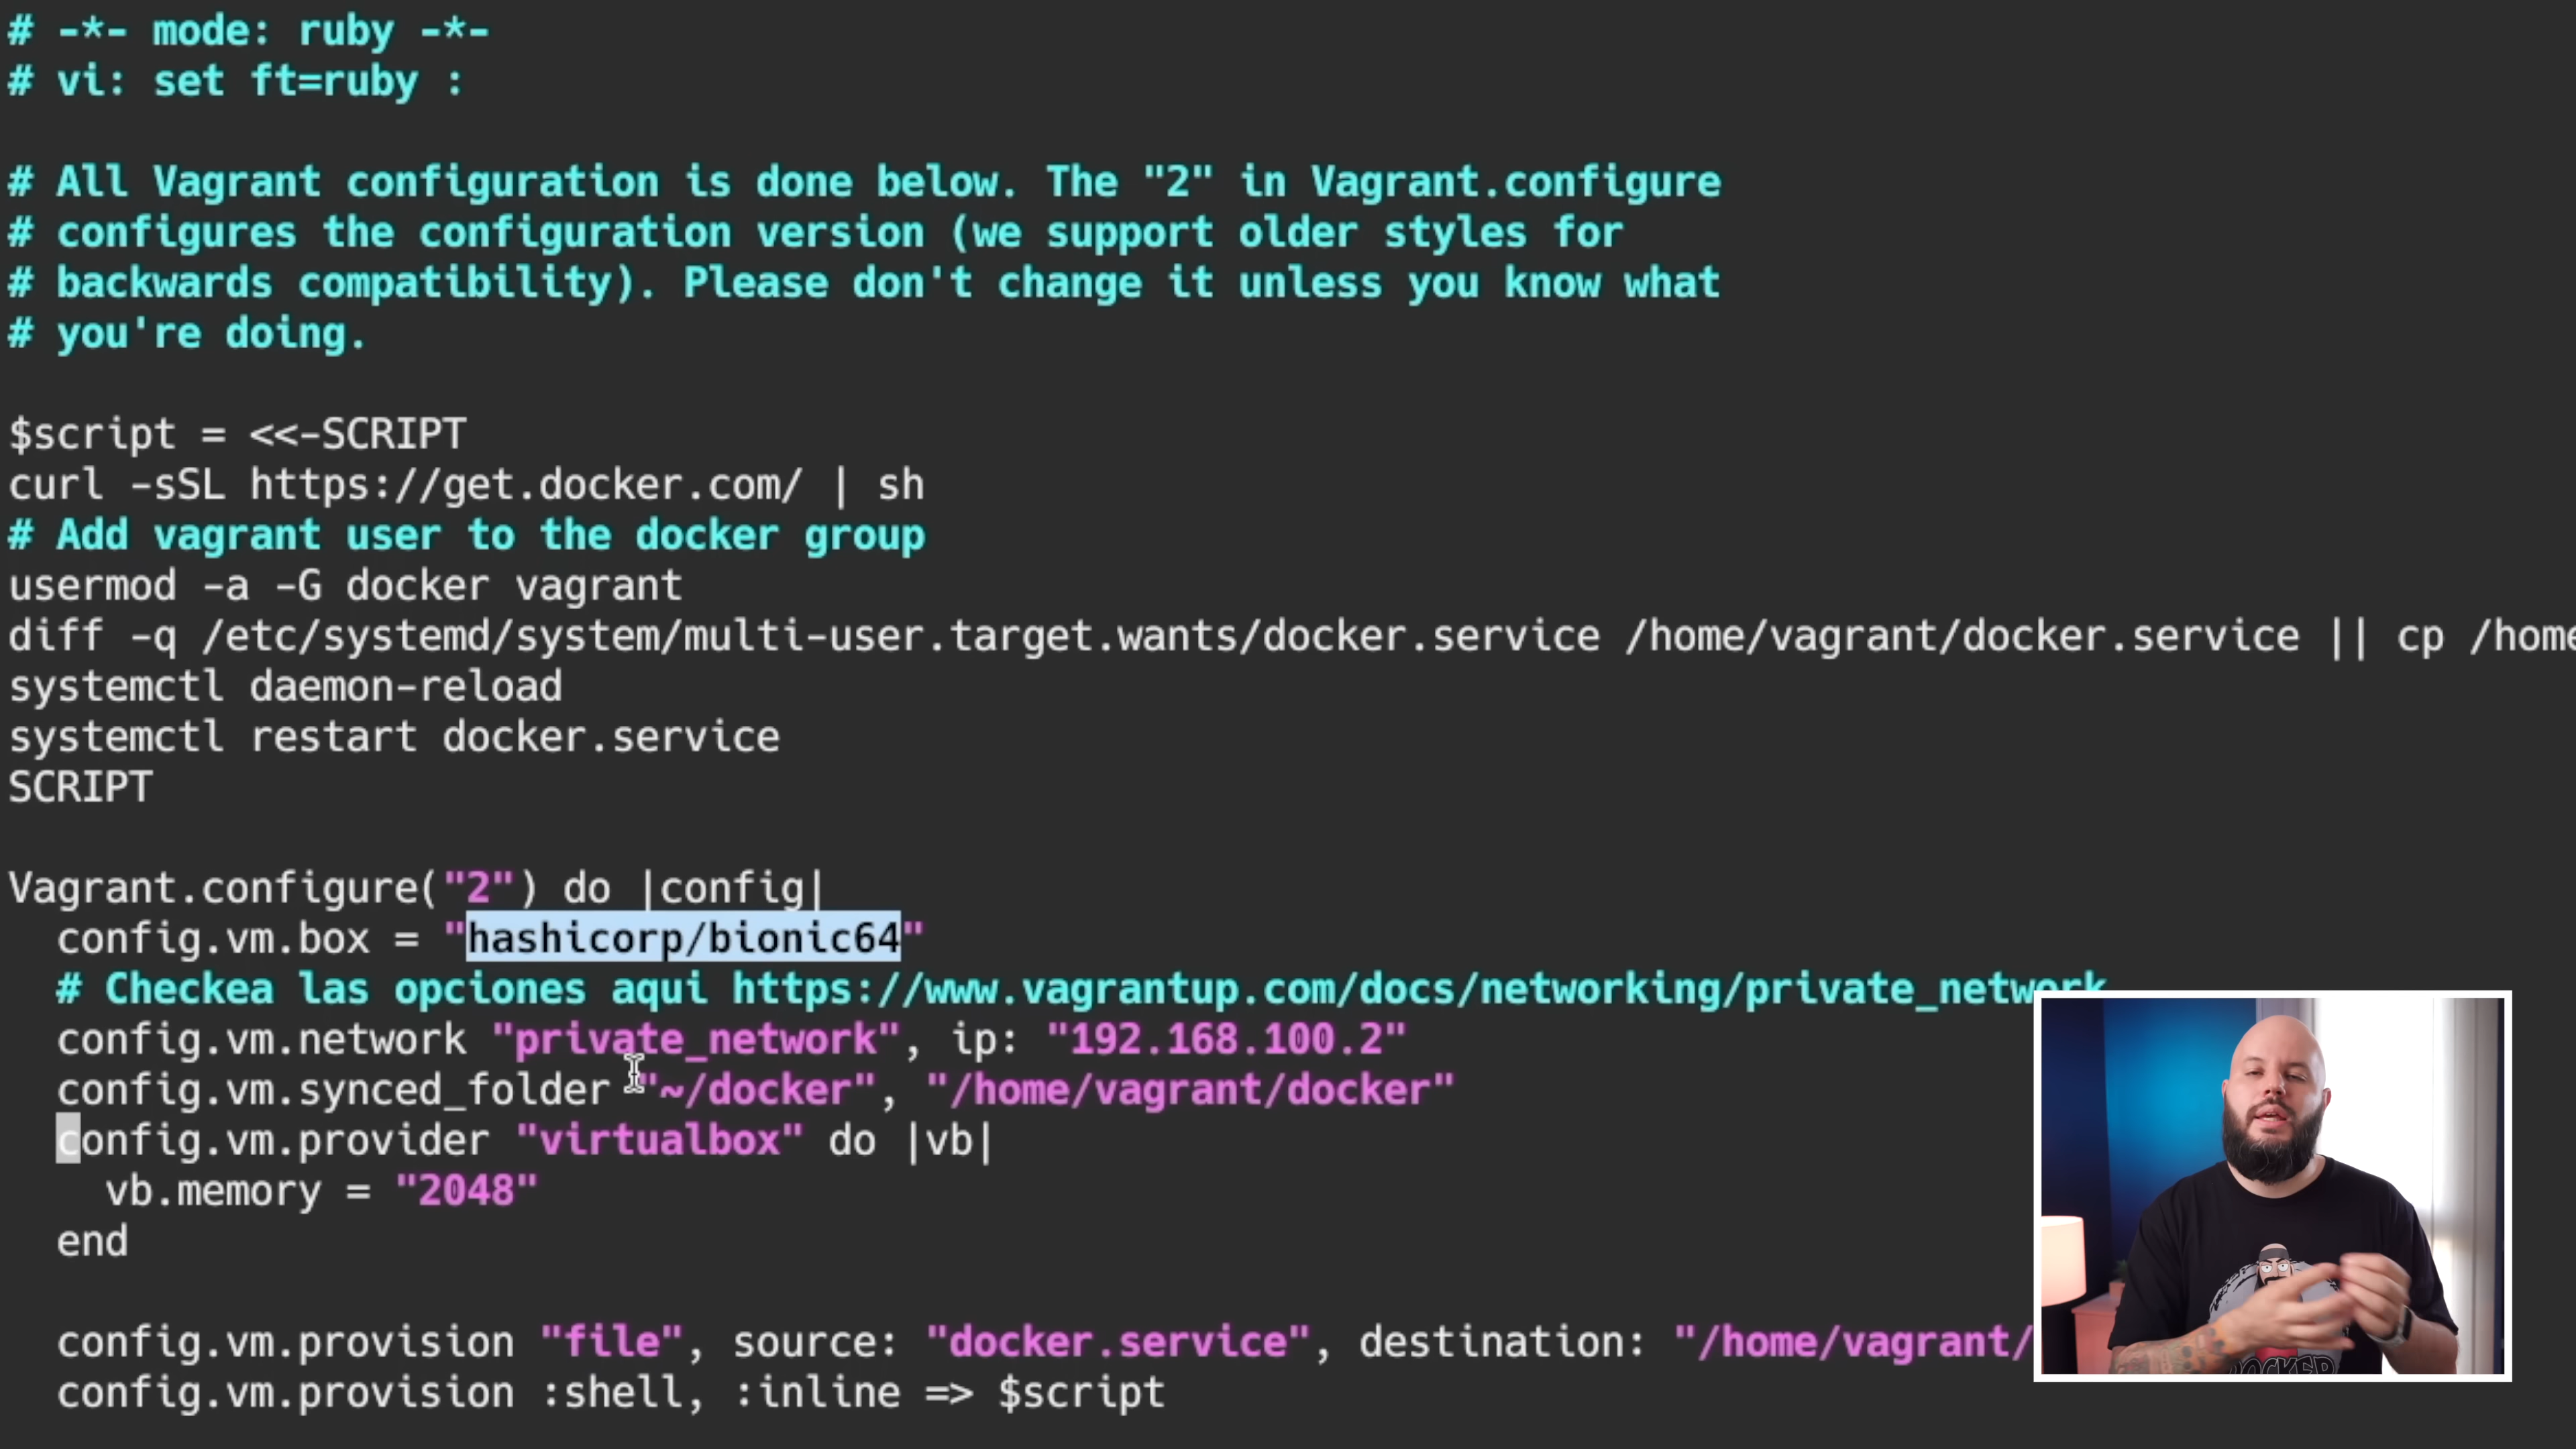 # -*- mode: ruby -*-
# vi: set ft=ruby :
# All Vagrant configuration is done below. The "2" in Vagrant.configure
# configures the configuration version (we support older styles for
# backwards compatibility). Please don't change it unless you know what
# you're doing.
$script = <<-SCRIPT
curl -sSL https://get.docker.com/ | sh
# Add vagrant user to the docker group
usermod -a -G docker vagrant
diff -q /etc/systemd/system/multi-user.target.wants/docker.service /home/vagrant/docker.service || cp /home
systemctl daemon-reload
systemctl restart docker.service
SCRIPT
Vagrant.configure("2") do |config|
  config.vm.box = "hashicorp/bionic64"
  # Checkea las opciones aqui https://www.vagrantup.com/docs/networking/private_network
  config.vm.network "private_network", ip: "192.168.100.2"
  config.vm.synced_folder "~/docker", "/home/vagrant/docker"
  config.vm.provider "virtualbox" do |vb|
    vb.memory = "2048"
  end
  config.vm.provision "file", source: "docker.service", destination: "/home/vagrant/
  config.vm.provision :shell, :inline => $script
DOCKER